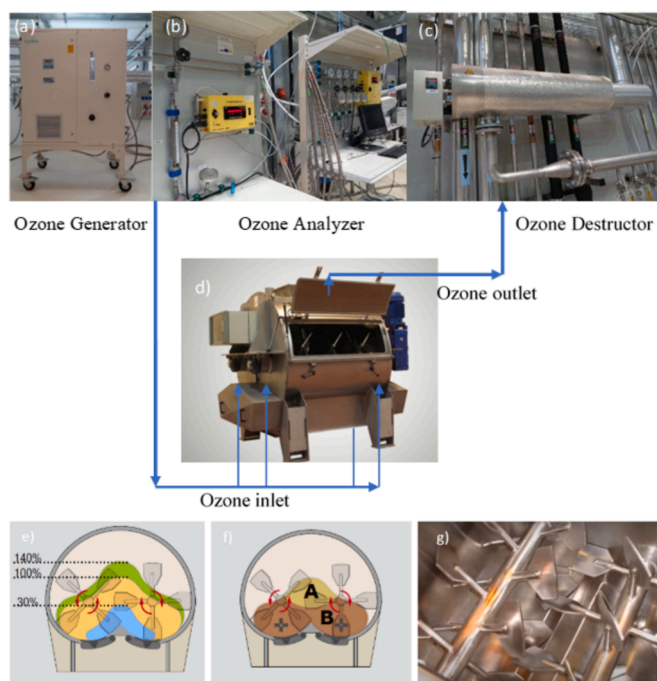 (a)
(b)
(c)
Ozone Generator
Ozone Analyzer
Ozone Destructor
d)
Ozone outlet
Ozone inlet
e)
140%
100%
30%
f)
A
B
g)